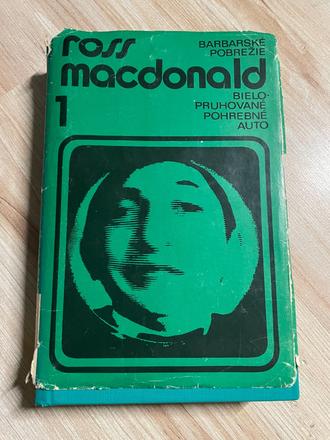 ross
macdonald
1
BARBARSKÉ
POBREŽIE
BIELO-
PRUHOVANÉ
POHREBNÉ
AUTO